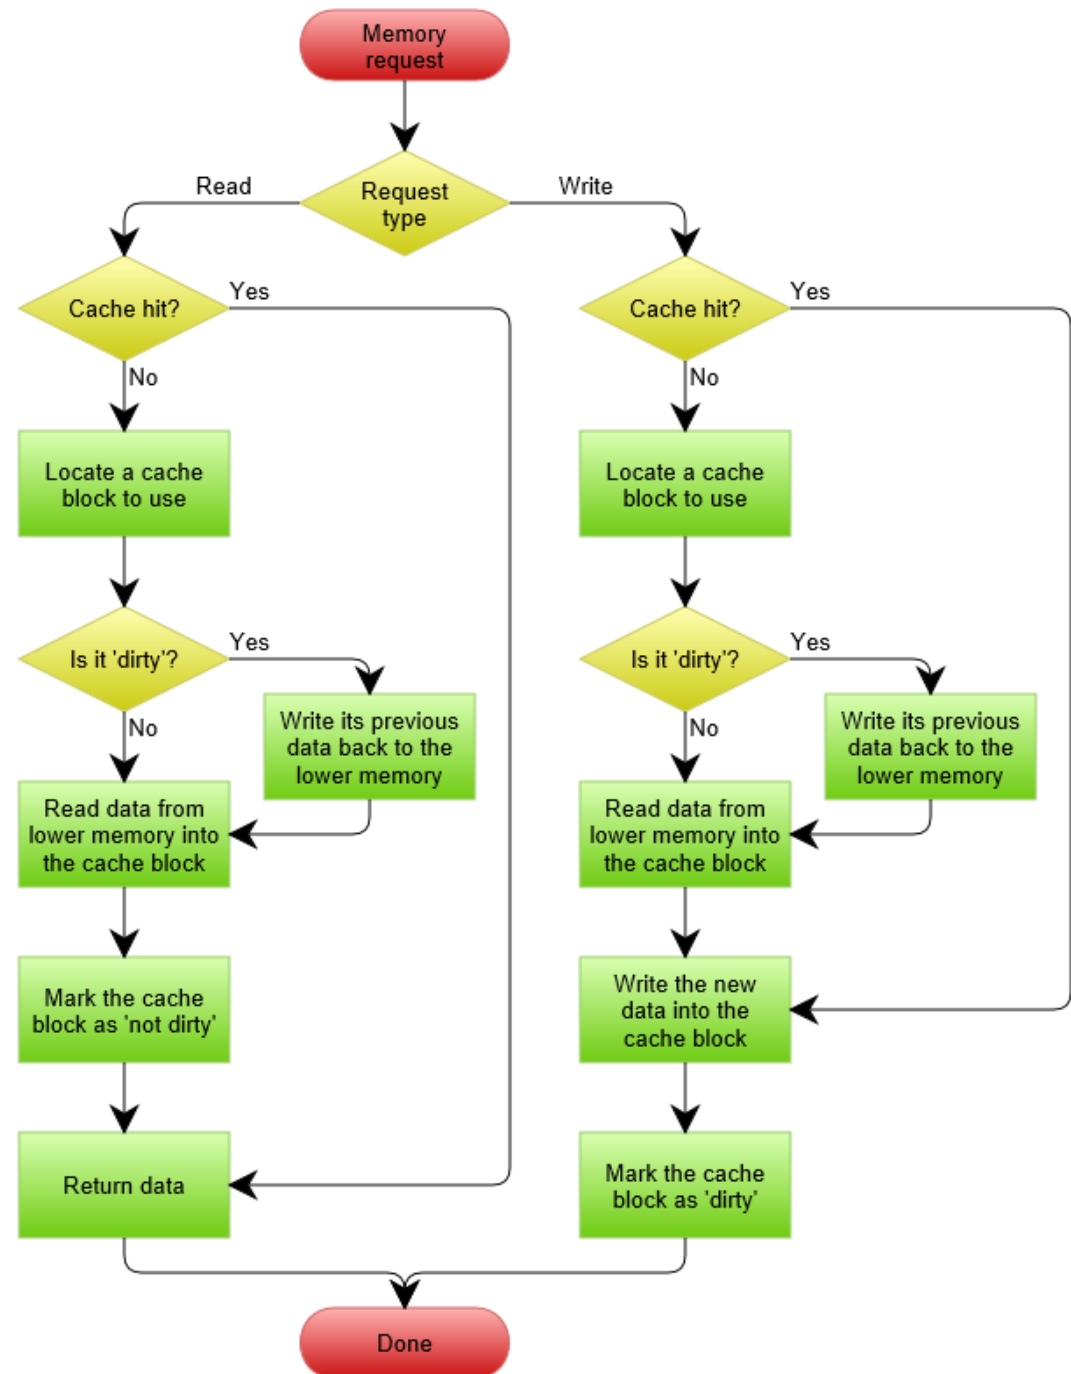 Memory
request
Request
type
Read
Write
Cache hit?
Yes
No
Locate a cache
block to use
Is it 'dirty'?
Yes
No
Write its previous
data back to the
lower memory
Read data from
lower memory into
the cache block
Mark the cache
block as 'not dirty'
Return data
Cache hit?
Yes
No
Locate a cache
block to use
Is it 'dirty'?
Yes
No
Write its previous
data back to the
lower memory
Read data from
lower memory into
the cache block
Write the new
data into the
cache block
Mark the cache
block as 'dirty'
Done